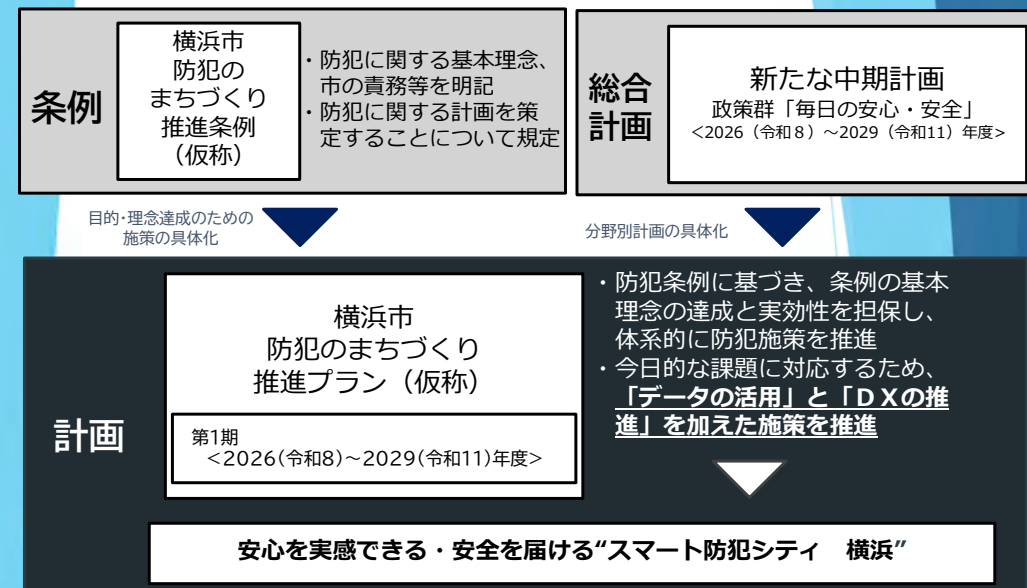 条例
横浜市
防犯の
まちづくり
推進条例
（仮称）
・防犯に関する基本理念、
市の責務等を明記
・防犯に関する計画を策
定することについて規定
総合
計画
新たな中期計画
政策群「毎日の安心・安全」
<2026（令和８）～2029（令和11）年度>
目的・理念達成のための
施策の具体化
分野別計画の具体化
計画
横浜市
防犯のまちづくり
推進プラン（仮称）
第1期
<2026(令和8)～2029(令和11)年度>
・防犯条例に基づき、条例の基本
理念の達成と実効性を担保し、
体系的に防犯施策を推進
・今日的な課題に対応するため、
「データの活用」と「ＤＸの推
進」を加えた施策を推進
安心を実感できる・安全を届ける“スマート防犯シティ　横浜”